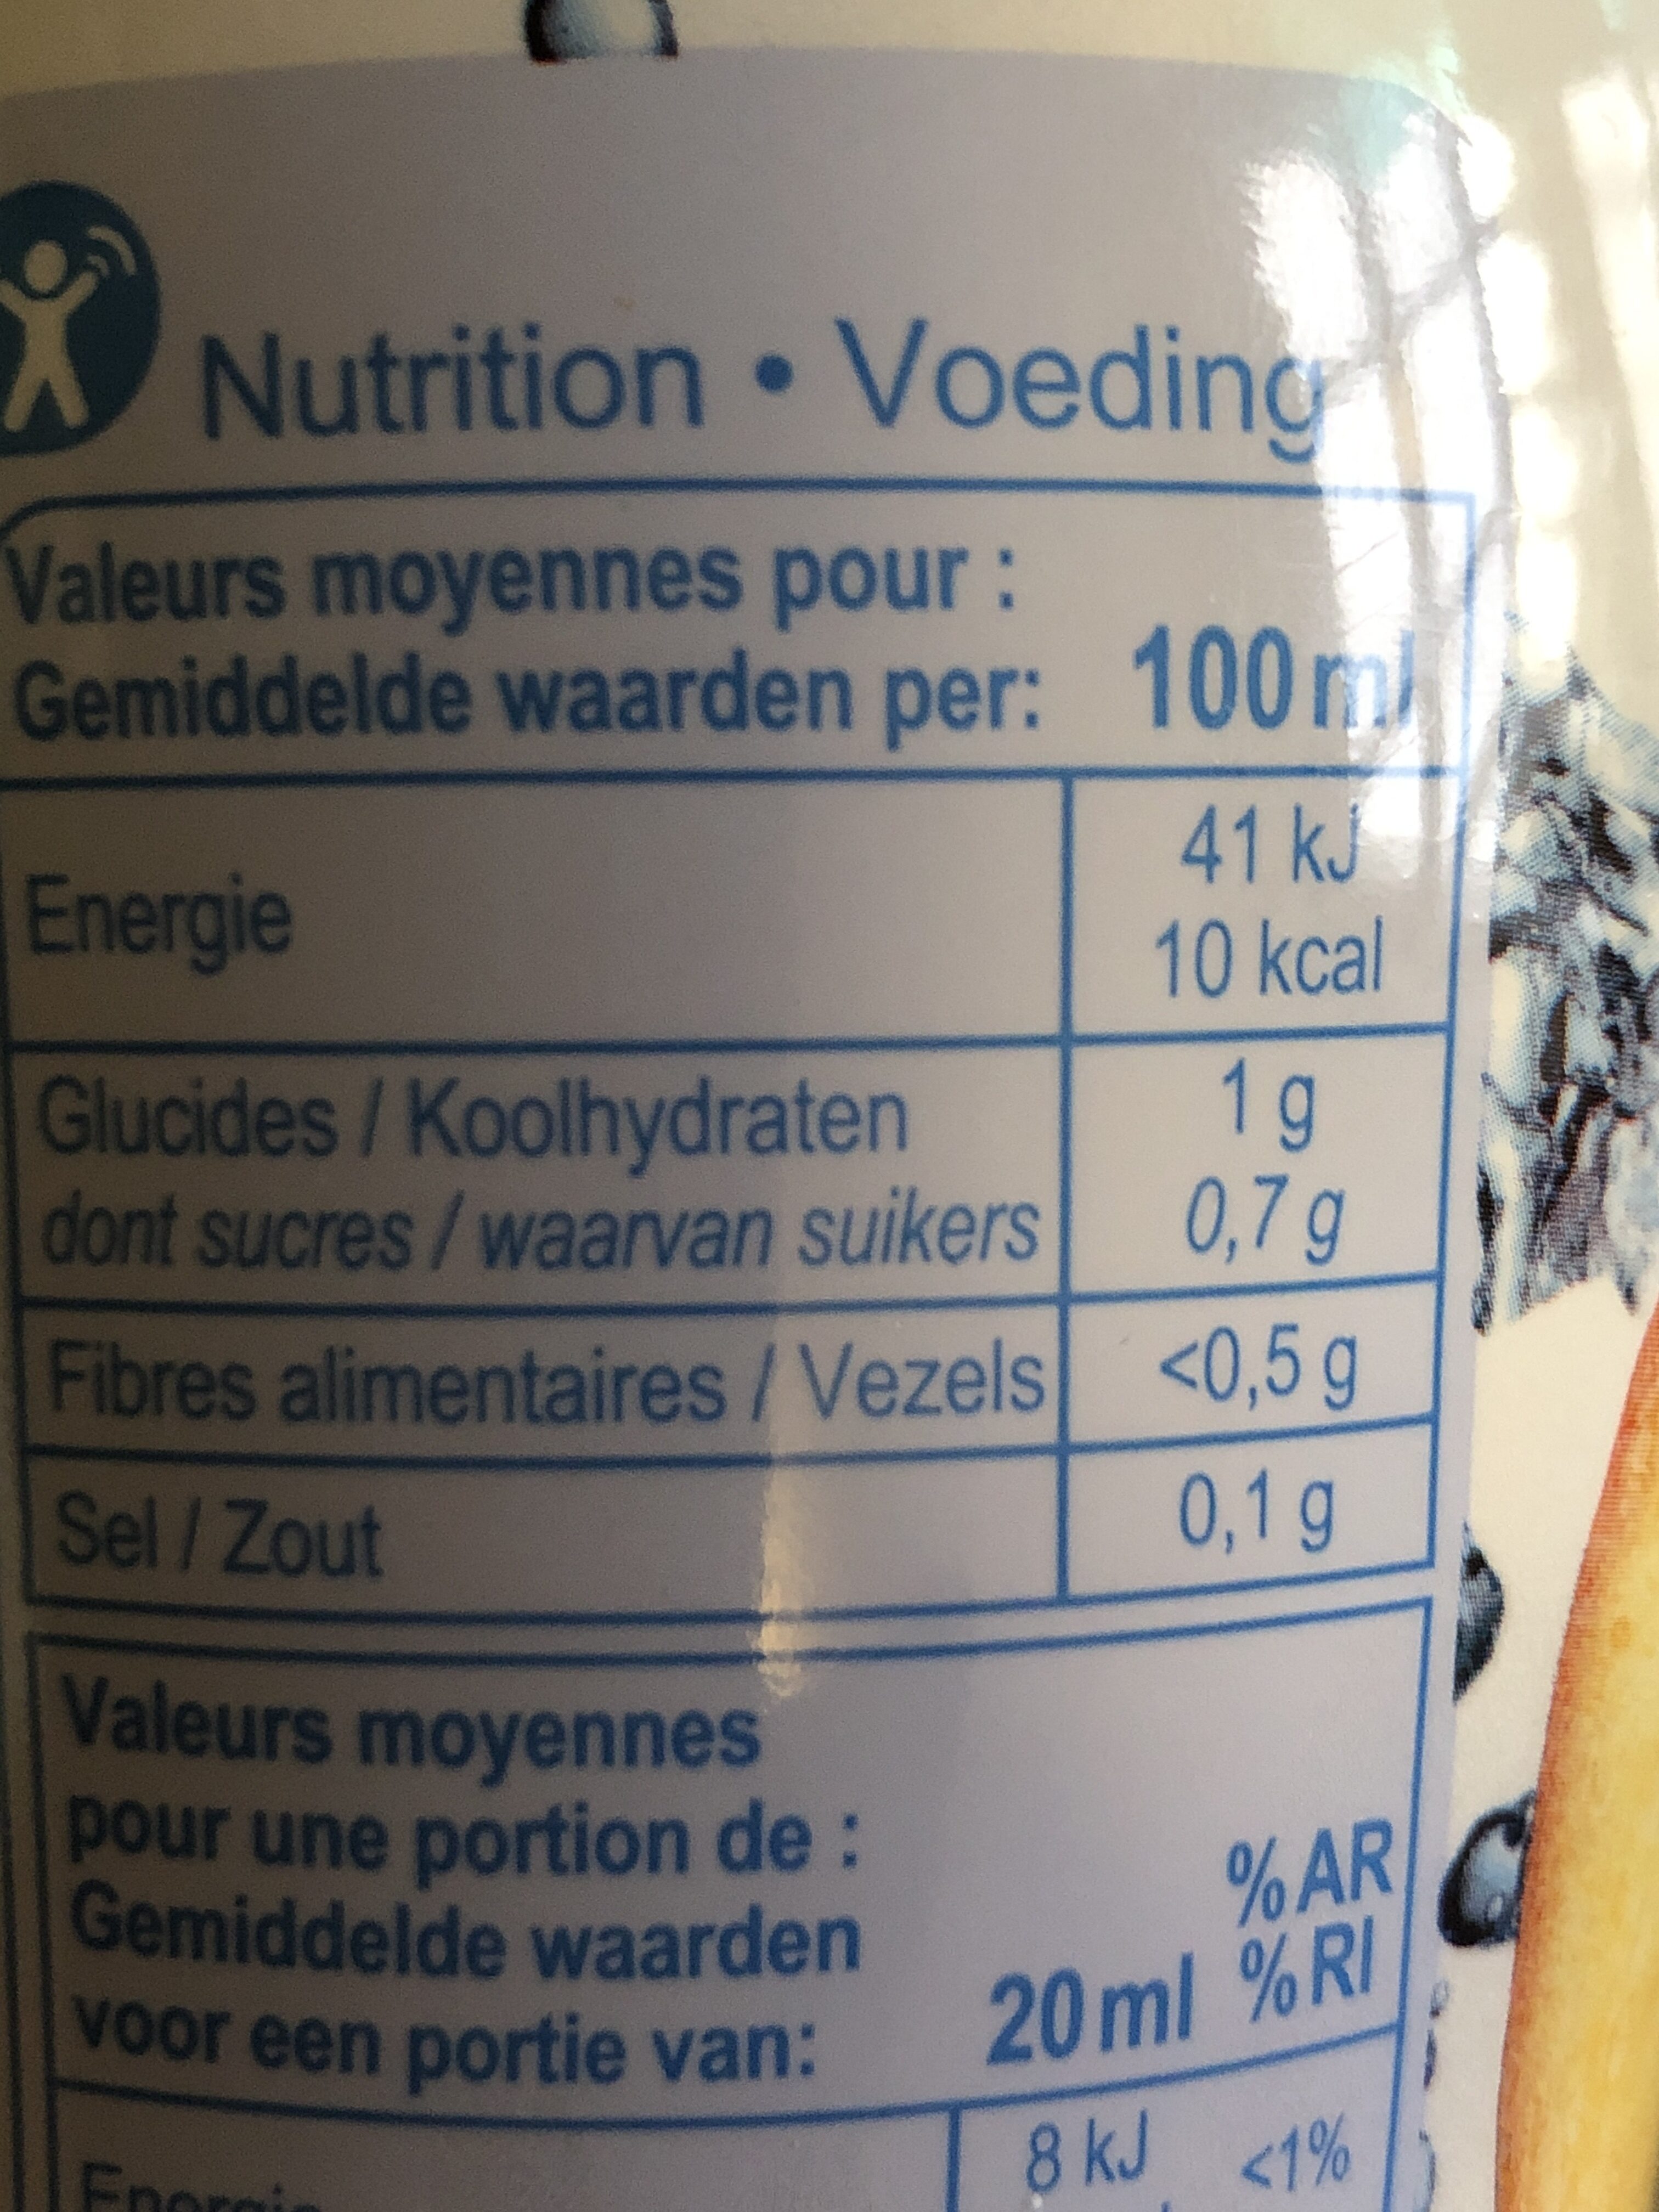 Nutrition • Voeding
Valeurs moyennes pour :
Gemiddelde waarden per: 100 ml
Energie
41 kJ
10 kcal
Glucides / Koolhydraten 1 g
dont sucres / waarvan suikers 0,7 g
Fibres alimentaires / Vezels <0,5 g
Sel / Zout 0,1 g
Valeurs moyennes
pour une portion de :
Gemiddelde waarden
voor een portie van:
20 ml
%AR
%RI
Energie 8 kJ <1%